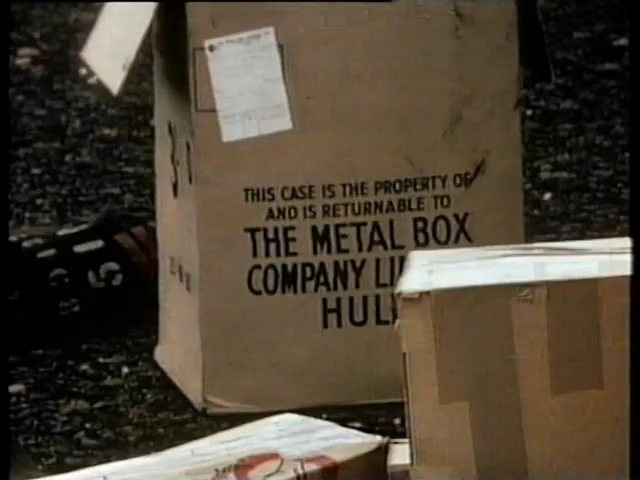 THIS CASE IS THE PROPERTY OF
AND IS RETURNABLE TO
THE METAL BOX
COMPANY LI
HUL